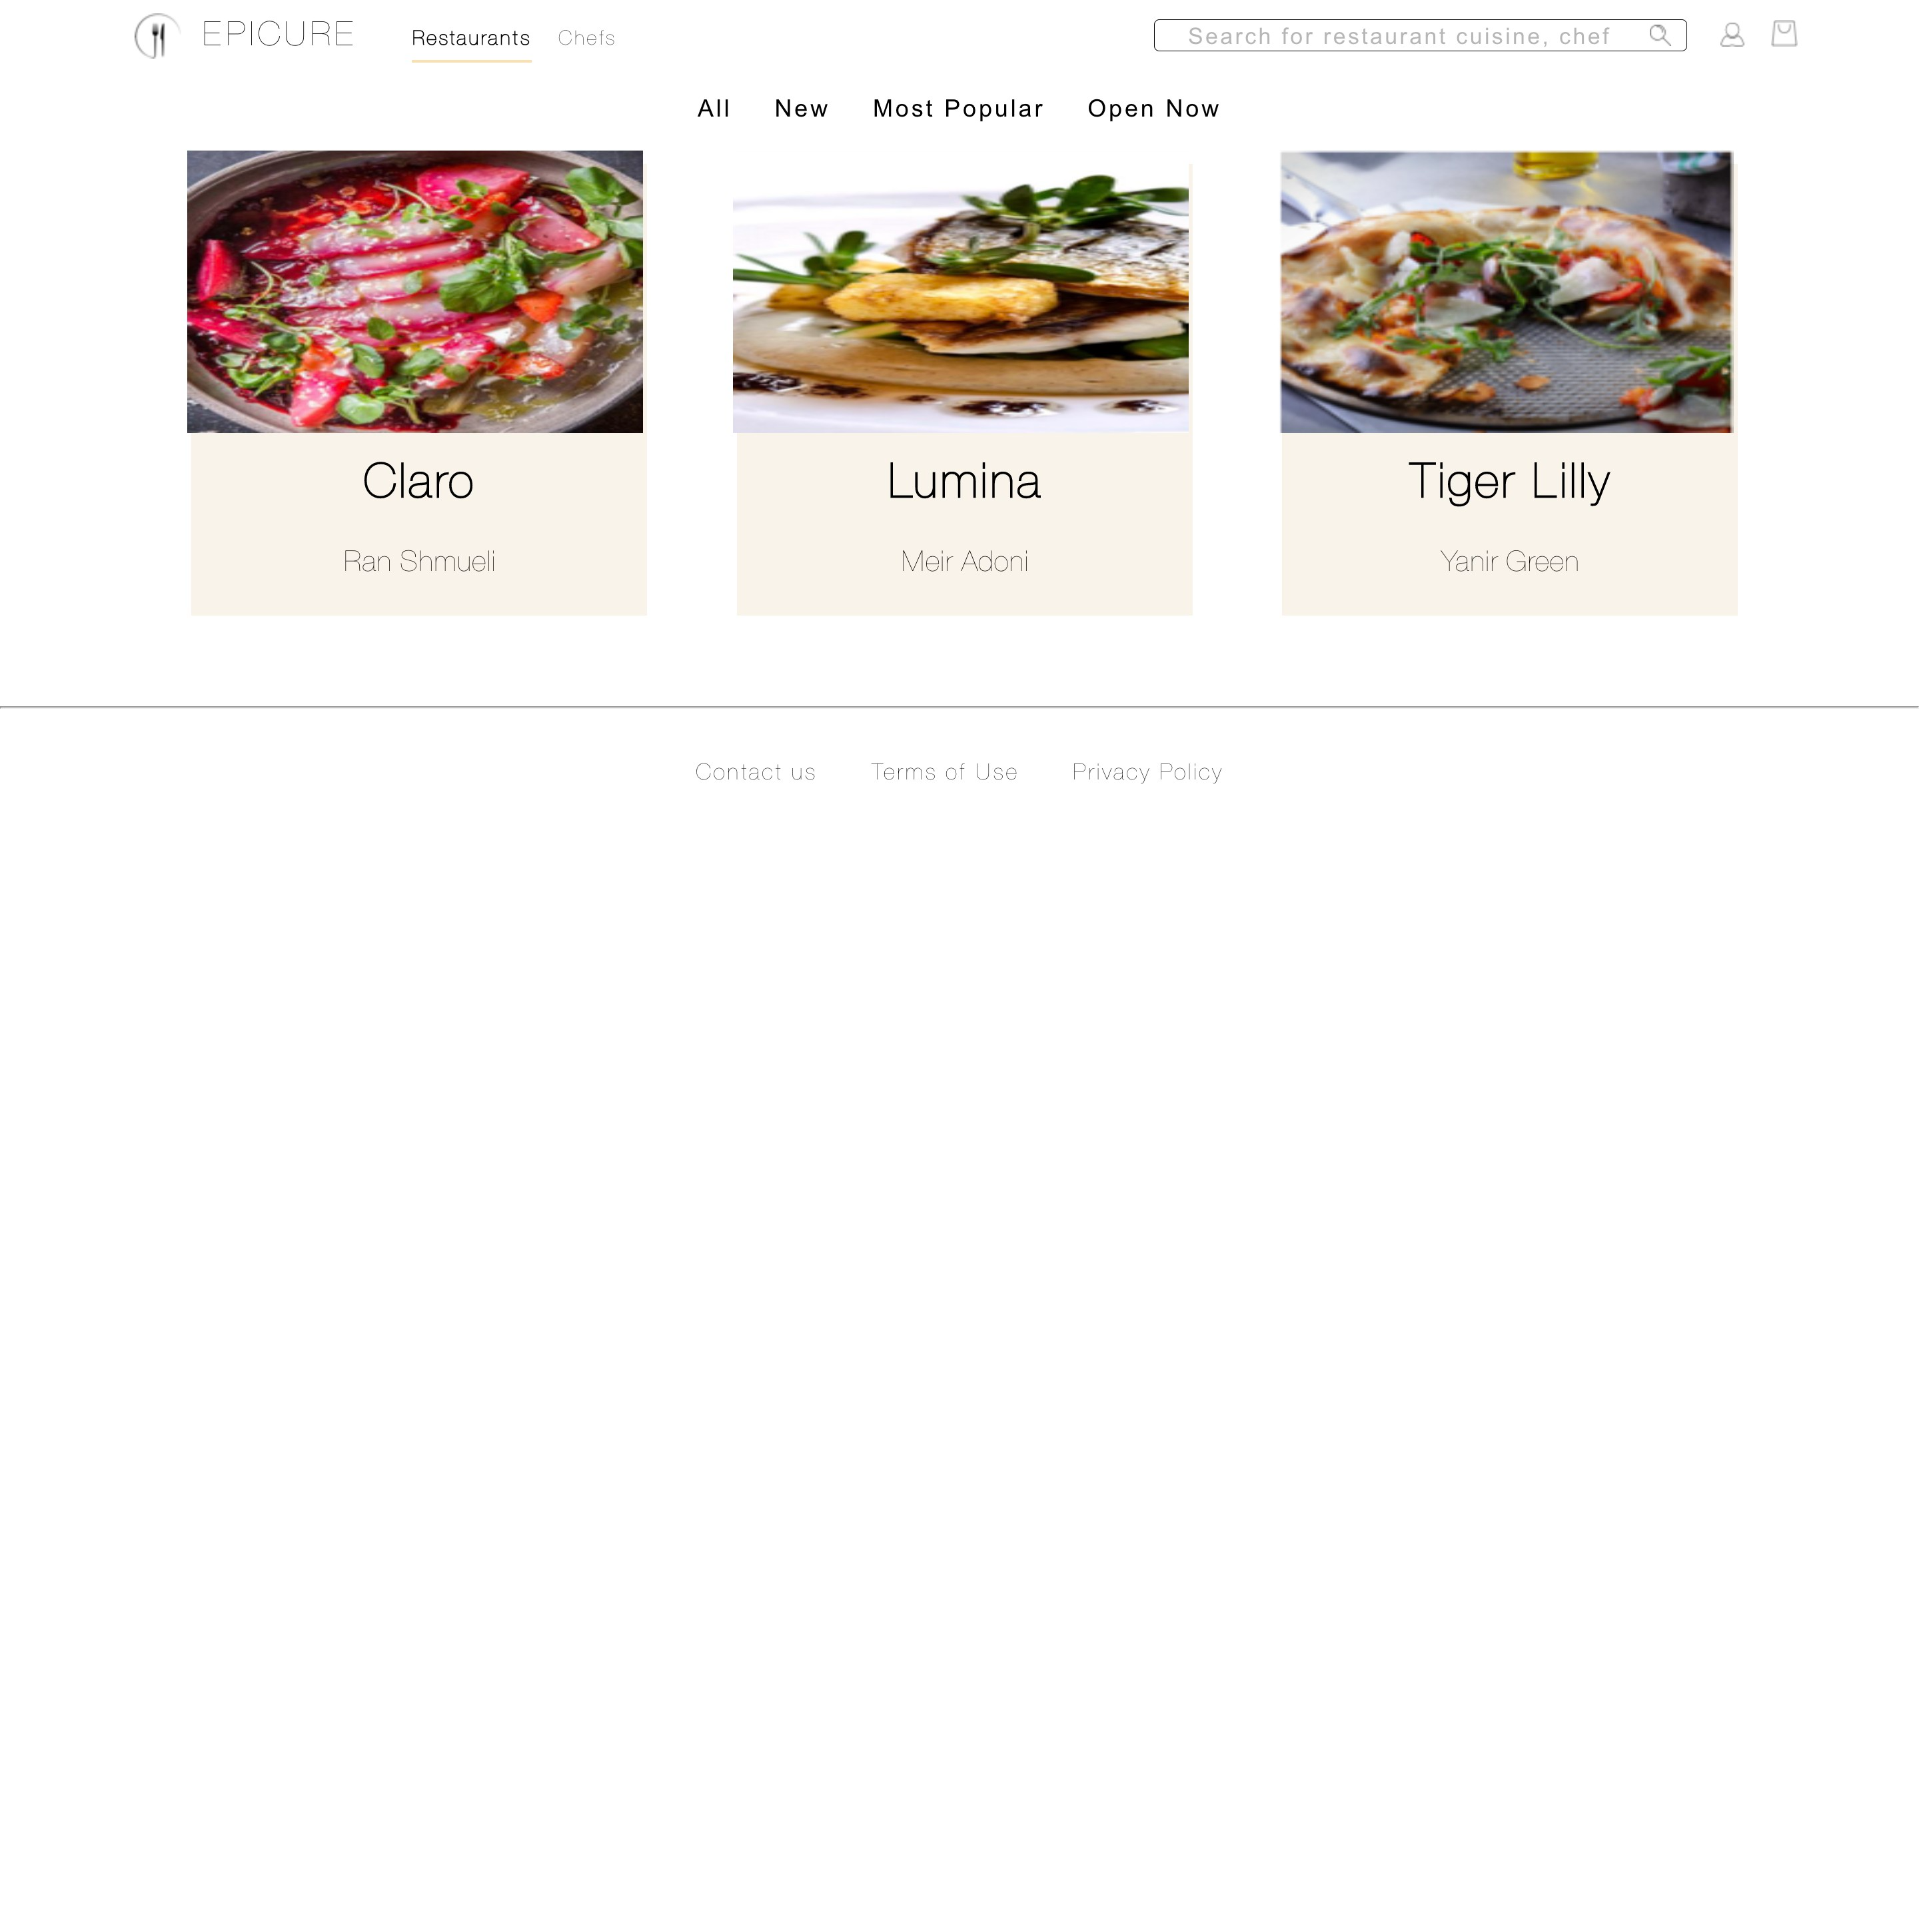 EPICURE
Restaurants Chefs
Search for restaurant cuisine, chef
All New Most Popular Open Now
Claro
Ran Shmueli
Lumina
Meir Adoni
Tiger Lilly
Yanir Green
Contact us Terms of Use Privacy Policy